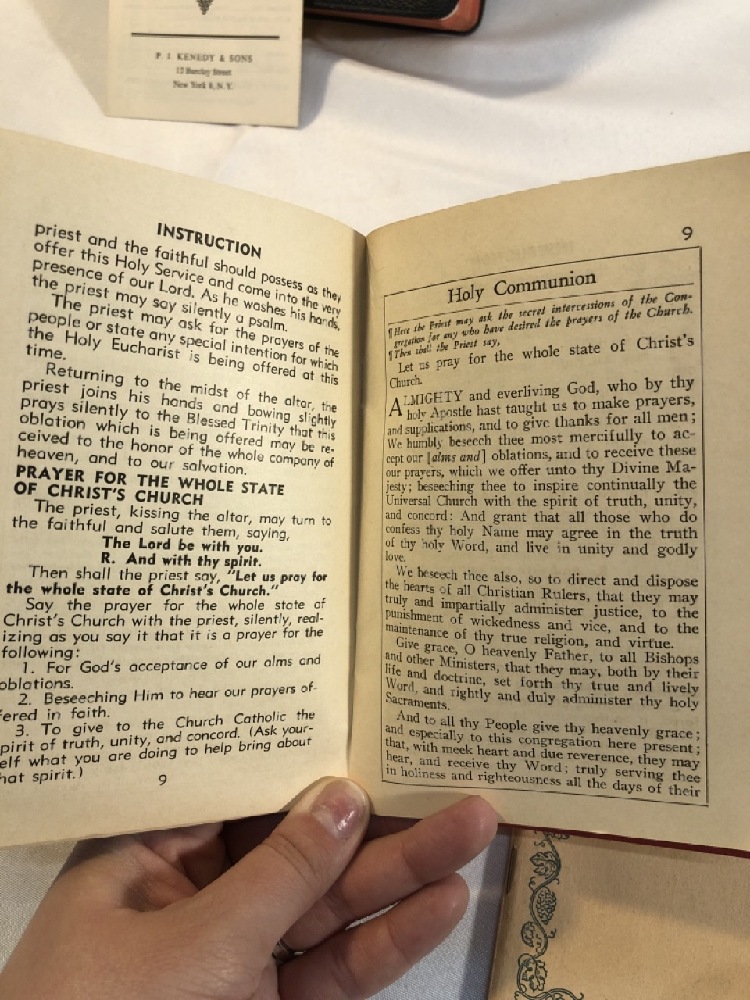 P. J. KENEDY & SONS
12 Barclay Street
New York 8, N. Y.
INSTRUCTION
priest and the faithful should possess as they
offer this Holy Service and come into the very
presence of our Lord. As he washes his hands,
the priest may say silently a psalm.
The priest may ask for the prayers of the
people or state any special intention for which
the Holy Eucharist is being offered at this
time.
Returning to the midst of the altar, the
priest joins his hands and bowing slightly
prays silently to the Blessed Trinity that this
oblation which is being offered may be re-
ceived to the honor of the whole company of
heaven, and to our salvation.
PRAYER FOR THE WHOLE STATE
OF CHRIST'S CHURCH
The priest, kissing the altar, may turn to
the faithful and salute them, saying,
The Lord be with you.
R. And with thy spirit.
Then shall the priest say, "Let us pray for
the whole state of Christ's Church."
Say the prayer for the whole state of
Christ's Church with the priest, silently, real-
izing as you say it that it is a prayer for the
following:
1. For God's acceptance of our alms and
oblations.
2. Beseeching Him to hear our prayers of-
fered in faith.
3. To give to the Church Catholic the
pirit of truth, unity, and concord. (Ask your-
elf what you are doing to help bring about
hat spirit.)
9
9
Holy Communion
¶ Here the Priest may ask the secret intercessions of the Con-
gregation for any who have desired the prayers of the Church.
¶ Then shall the Priest say,
Let us pray for the whole state of Christ's
Church.
ALMIGHTY and everliving God, who by thy
holy Apostle hast taught us to make prayers,
and supplications, and to give thanks for all men;
We humbly beseech thee most mercifully to ac-
cept our [alms and] oblations, and to receive these
our prayers, which we offer unto thy Divine Ma-
jesty; beseeching thee to inspire continually the
Universal Church with the spirit of truth, unity,
and concord: And grant that all those who do
confess thy holy Name may agree in the truth
of thy holy Word, and live in unity and godly
love.
We beseech thee also, so to direct and dispose
the hearts of all Christian Rulers, that they may
truly and impartially administer justice, to the
punishment of wickedness and vice, and to the
maintenance of thy true religion, and virtue.
Give grace, O heavenly Father, to all Bishops
and other Ministers, that they may, both by their
life and doctrine, set forth thy true and lively
Word, and rightly and duly administer thy holy
Sacraments.
And to all thy People give thy heavenly grace;
and especially to this congregation here present;
that, with meek heart and due reverence, they may
hear, and receive thy Word; truly serving thee
in holiness and righteousness all the days of their